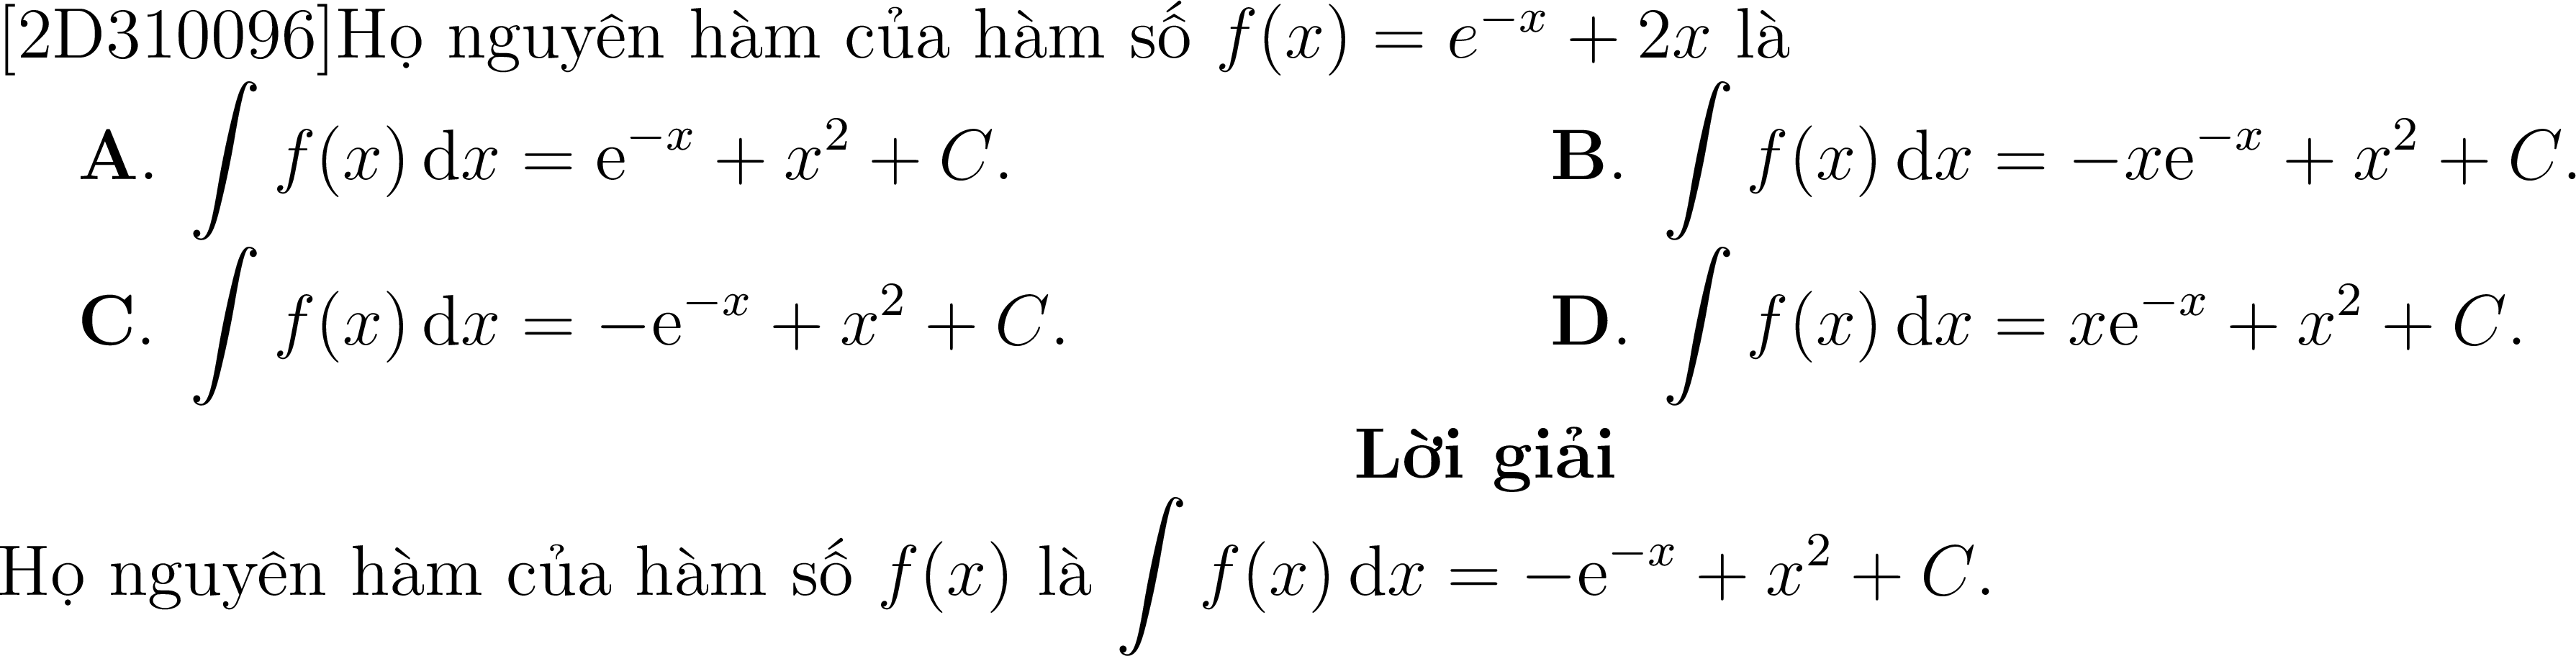 [2D310096]Họ nguyên hàm của hàm số f(x) = e^{-x} + 2x là
A. ∫ f(x) dx = e^{-x} + x^2 + C. B. ∫ f(x) dx = -xe^{-x} + x^2 + C.
C. ∫ f(x) dx = -e^{-x} + x^2 + C. D. ∫ f(x) dx = xe^{-x} + x^2 + C.
Lời giải
Họ nguyên hàm của hàm số f(x) là ∫ f(x) dx = -e^{-x} + x^2 + C.